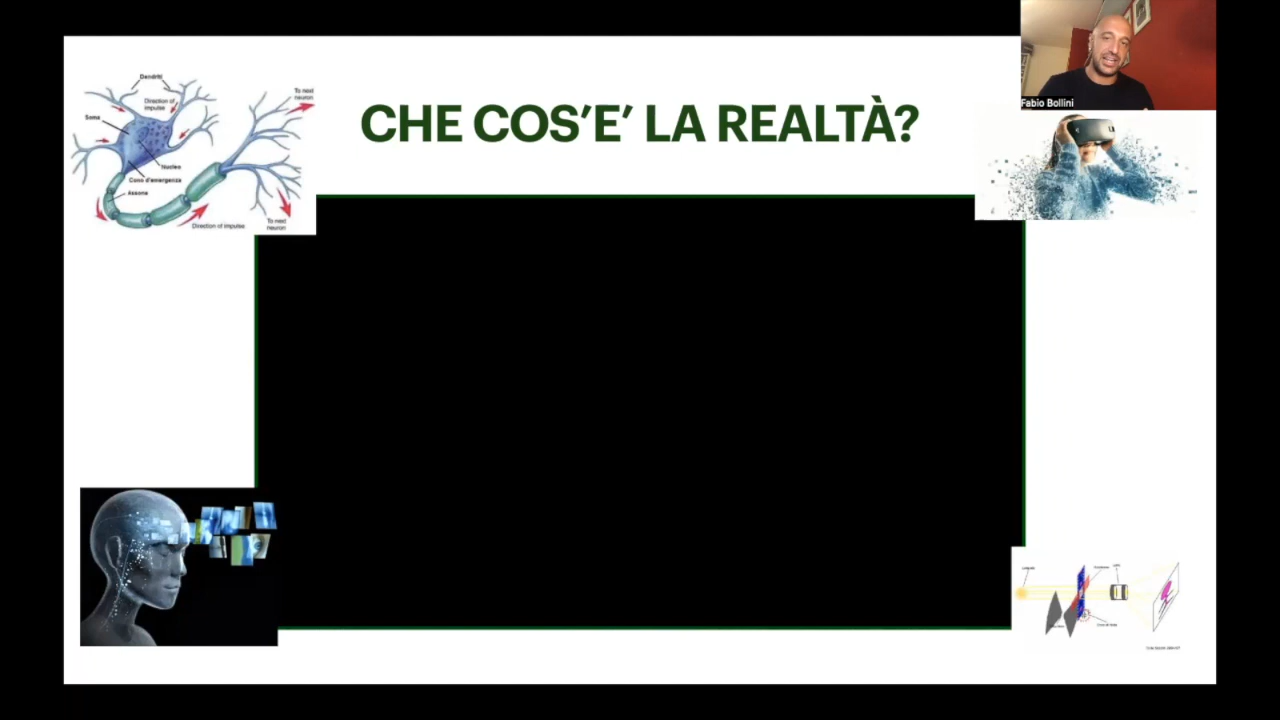 Fabio Bollini
CHE COS'E' LA REALTÀ?
Dendriti
Direction of
impulse
Soma
Nucleo
Cono d'emergenza
Assone
Direction of impulse
To next
neuron
To next
neuron